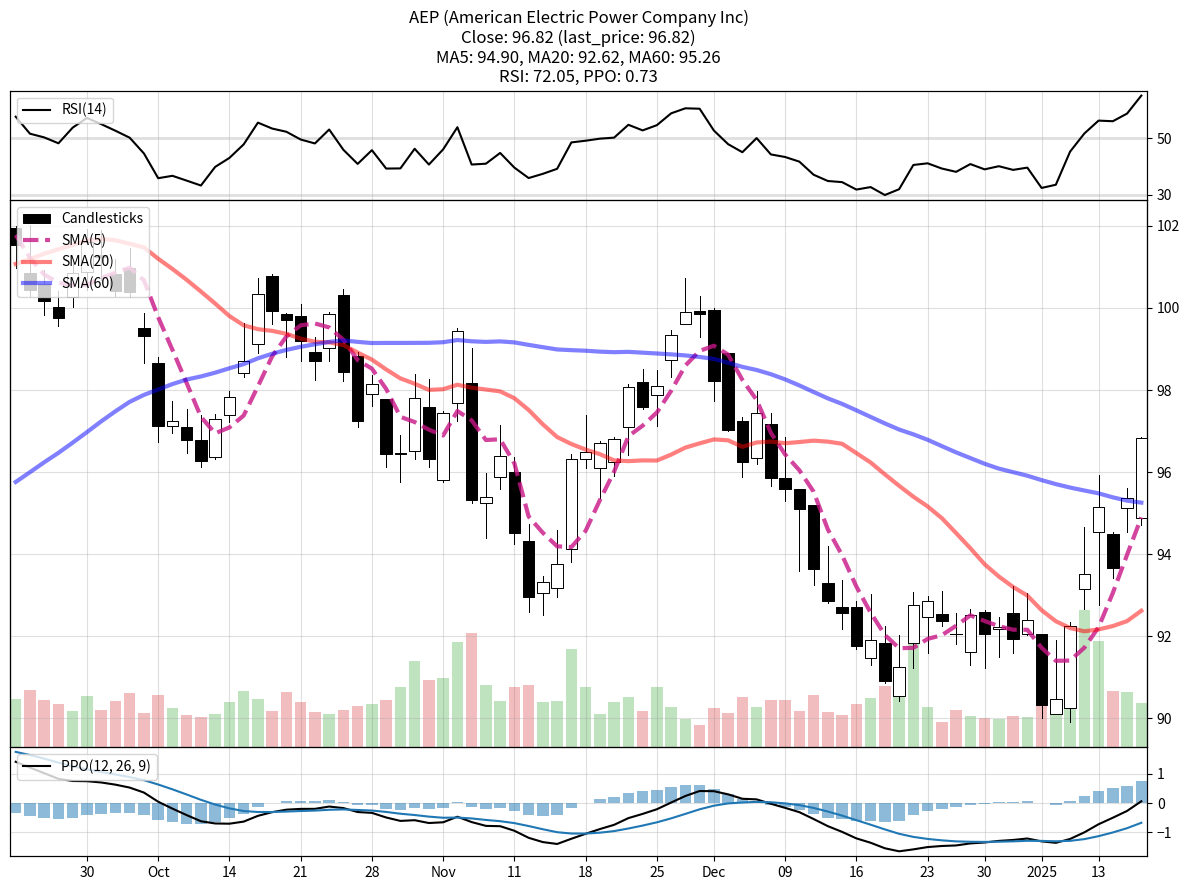 AEP (American Electric Power Company Inc)
Close: 96.82 (last_price: 96.82)
MA5: 94.90, MA20: 92.62, MA60: 95.26
RSI: 72.05, PPO: 0.73
RSI(14)
50
30
Candlesticks
SMA(5)
SMA(20)
SMA(60)
102
100
98
96
94
92
90
PPO(12, 26, 9)
1
0
−1
30 Oct 14 21 28 Nov 11 18 25 Dec 09 16 23 30 2025 13